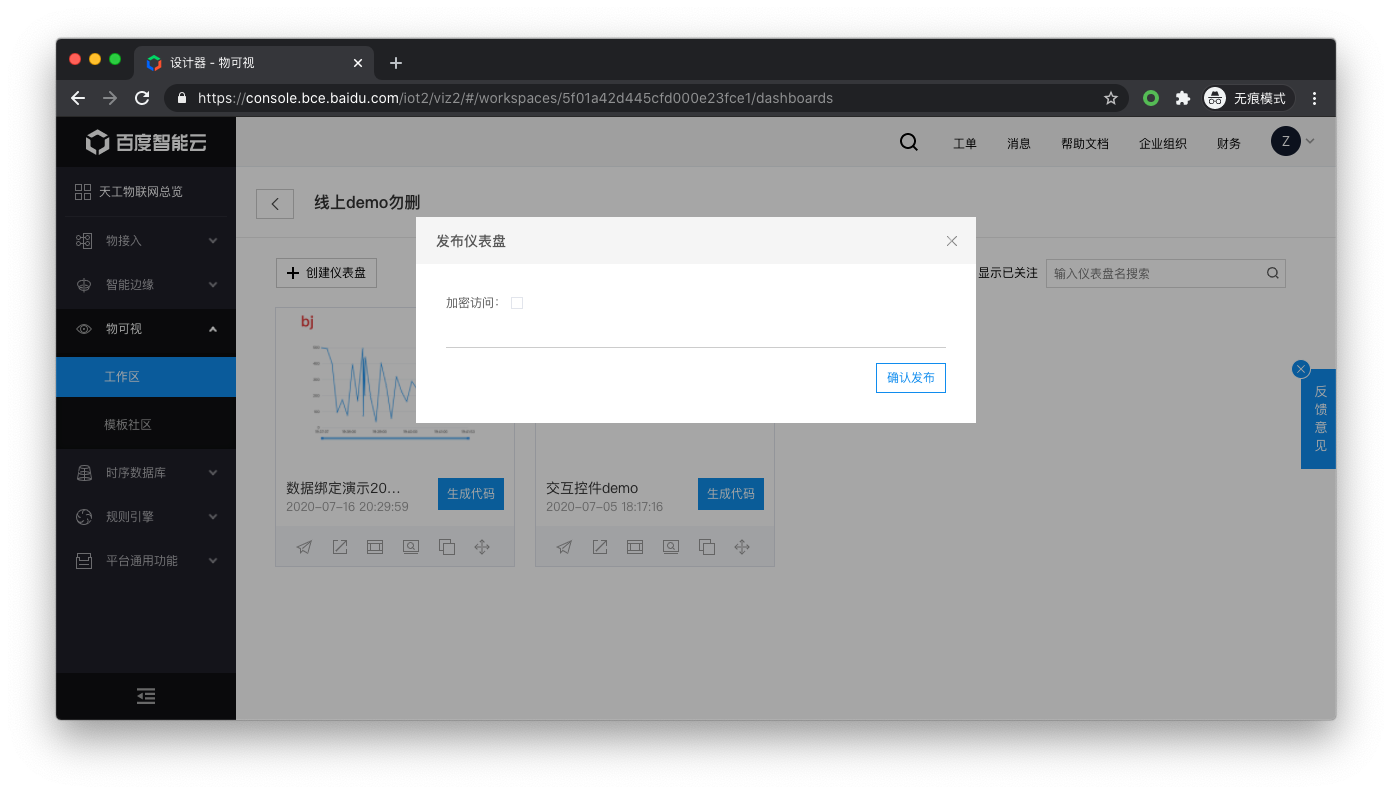 设计器 - 物可视
https://console.bce.baidu.com/iot2/viz2/#/workspaces/5f01a42d445cfd000e23fce1/dashboards
无痕模式
百度智能云
工单
消息
帮助文档
企业组织
财务
Z
天工物联网总览
物接入
智能边缘
物可视
工作区
模板社区
时序数据库
规则引擎
平台通用功能
线上demo勿删
创建仪表盘
显示已关注
输入仪表盘名搜索
发布仪表盘
加密访问：
确认发布
bj
数据绑定演示20...
2020-07-16 20:29:59
生成代码
交互控件demo
2020-07-05 18:17:16
生成代码
反馈意见